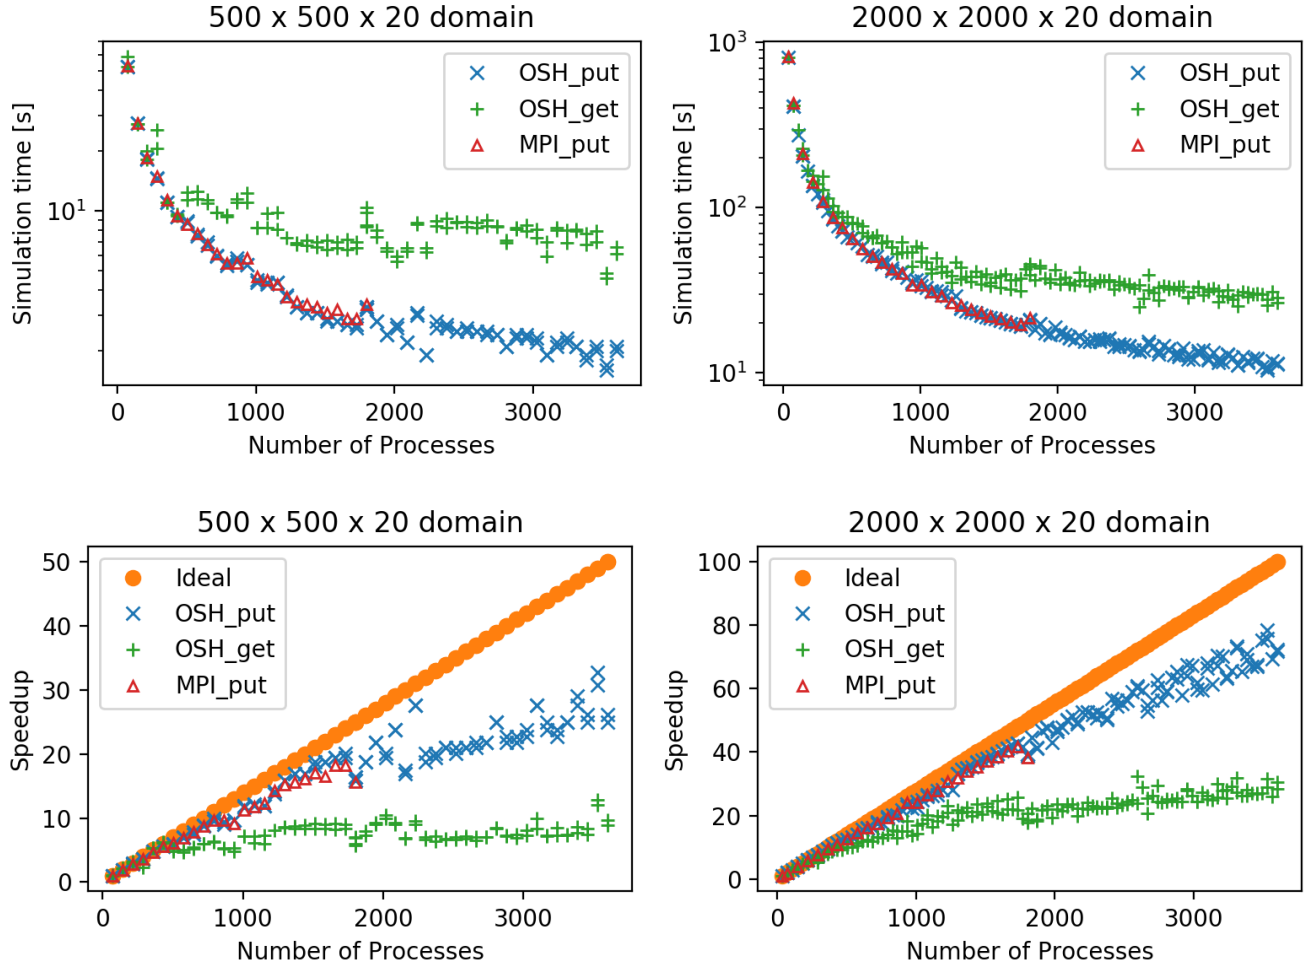 500 x 500 x 20 domain
Simulation time [s]
10^1
OSH_put
OSH_get
MPI_put
0 1000 2000 3000
Number of Processes
2000 x 2000 x 20 domain
Simulation time [s]
10^3
10^2
10^1
OSH_put
OSH_get
MPI_put
0 1000 2000 3000
Number of Processes
500 x 500 x 20 domain
Speedup
50
40
30
20
10
0
Ideal
OSH_put
OSH_get
MPI_put
0 1000 2000 3000
Number of Processes
2000 x 2000 x 20 domain
Speedup
100
80
60
40
20
0
Ideal
OSH_put
OSH_get
MPI_put
0 1000 2000 3000
Number of Processes